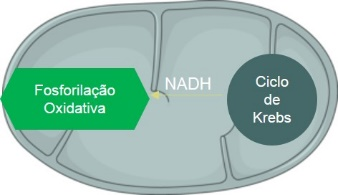 Fosforilação
Oxidativa
NADH
Ciclo
de
Krebs